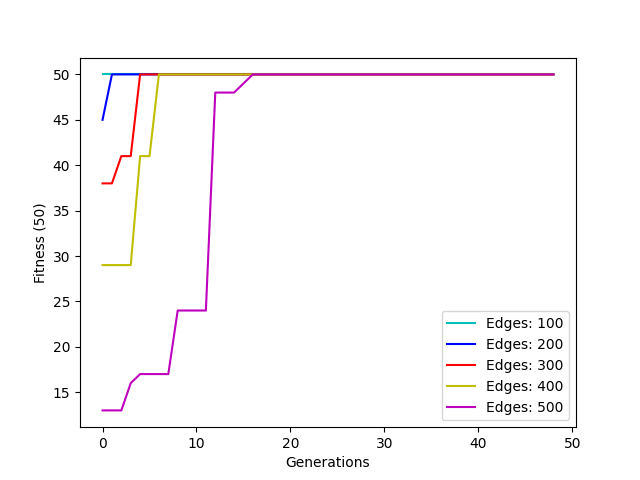 50
45
40
35
30
25
20
15
Fitness (50)
Edges: 100
Edges: 200
Edges: 300
Edges: 400
Edges: 500
0 10 20 30 40 50
Generations